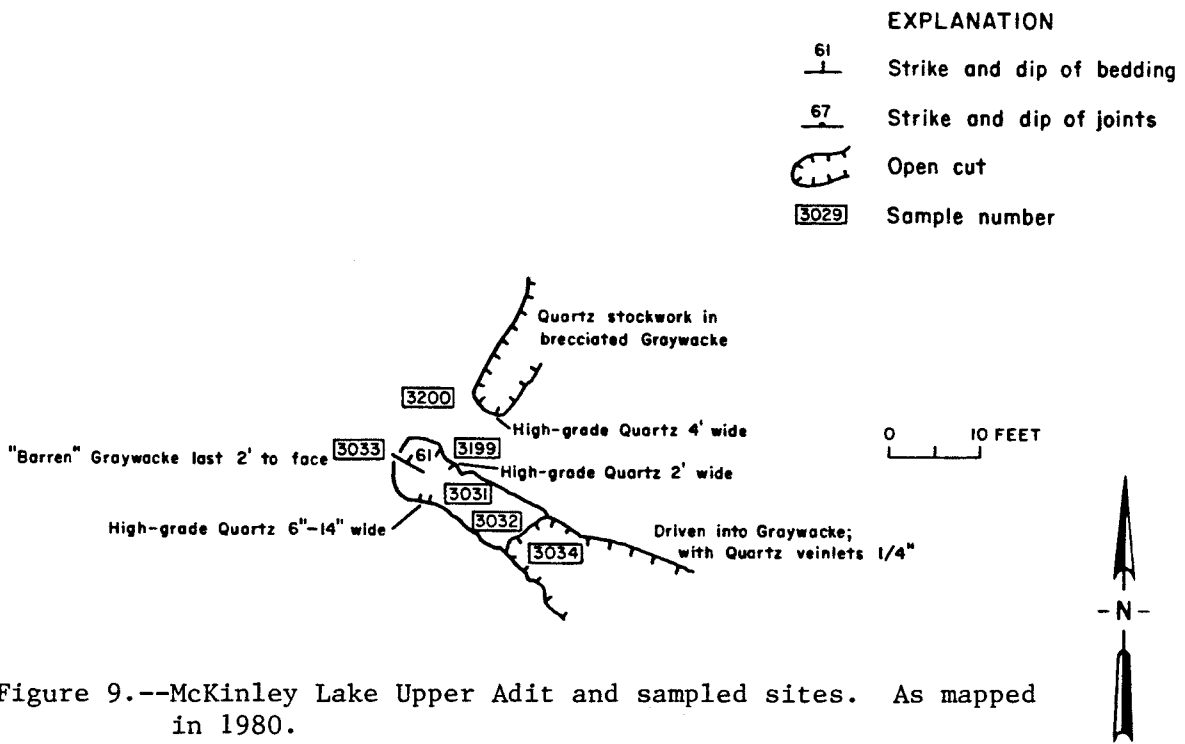 EXPLANATION
61
Strike and dip of bedding
67
Strike and dip of joints
Open cut
3029 Sample number
Quartz stockwork in
brecciated Graywacke
3200
High-grade Quartz 4' wide
0 10 FEET
"Barren" Graywacke last 2' to face 3033
61
3199
High-grade Quartz 2' wide
3031
High-grade Quartz 6"-14" wide
3032
3034
Driven into Graywacke;
with Quartz veinlets 1/4"
-N-
Figure 9.--McKinley Lake Upper Adit and sampled sites. As mapped
in 1980.